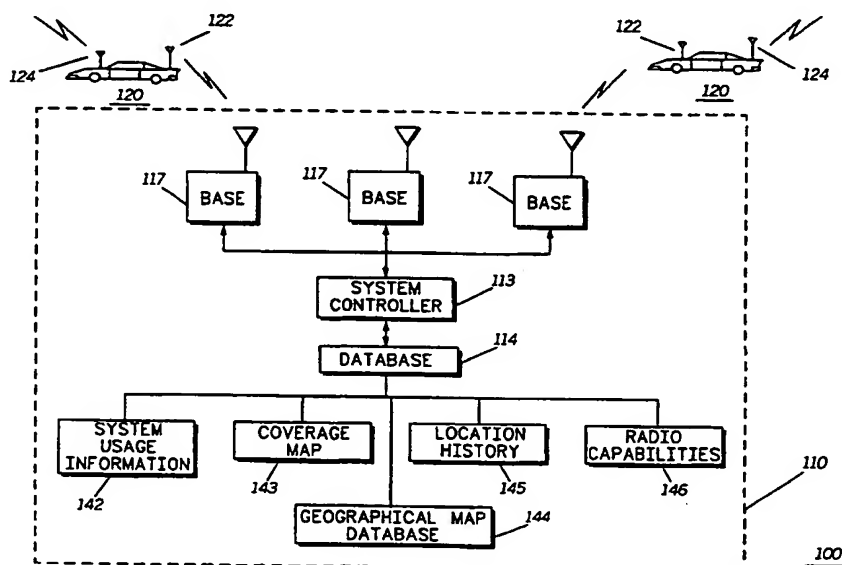 122
122
124
124
120
120
117
BASE
117
BASE
117
BASE
SYSTEM
CONTROLLER
113
DATABASE
114
SYSTEM
USAGE
INFORMATION
142
COVERAGE
MAP
143
LOCATION
HISTORY
145
RADIO
CAPABILITIES
146
GEOGRAPHICAL MAP
DATABASE
144
110
100